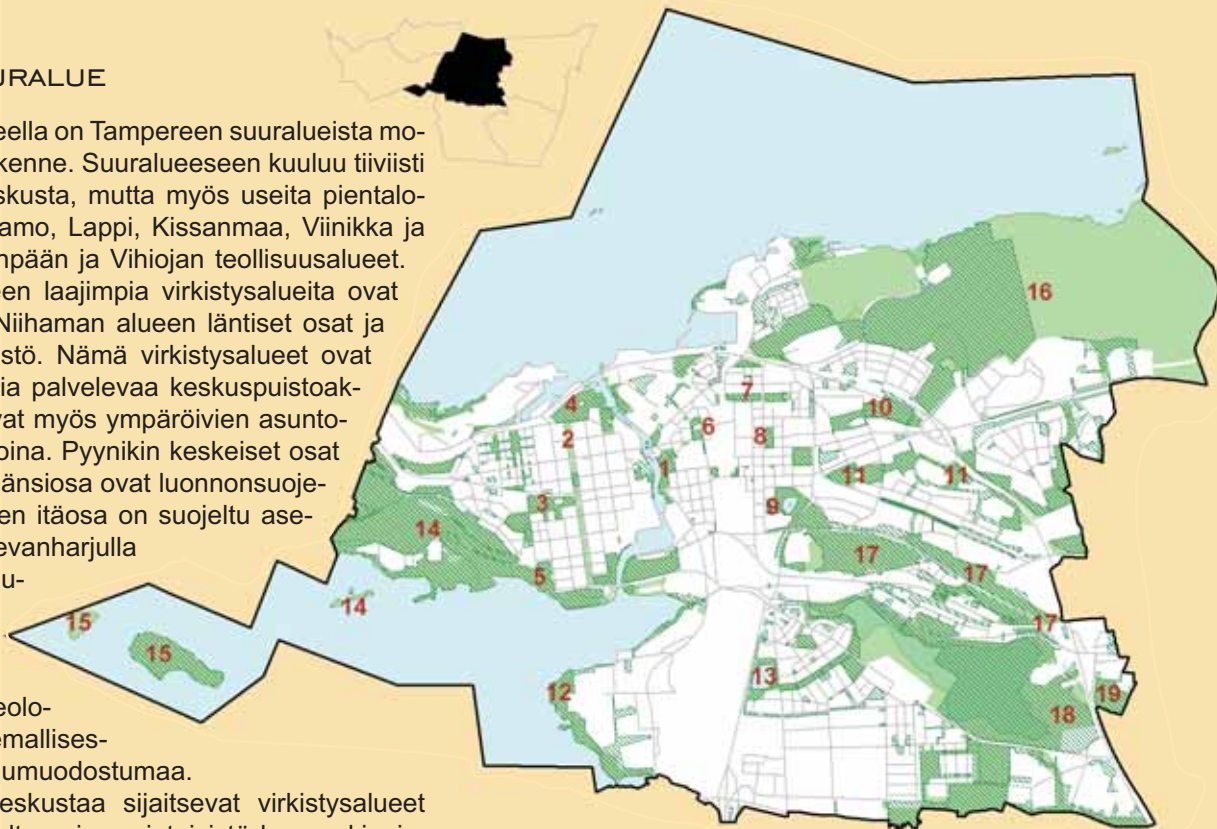 URALUE
eella on Tampereen suuralueista mo-
kenne. Suuralueeseen kuuluu tiiviisti
skusta, mutta myös useita pientalo-
amo, Lappi, Kissanmaa, Viinikka ja
npään ja Vihiojan teollisuusalueet.
een laajimpia virkistysalueita ovat
Niihaman alueen läntiset osat ja
stö. Nämä virkistysalueet ovat
ia palvelevaa keskuspuistoak-
vat myös ympäröivien asunto-
oina. Pyynikin keskeiset osat
änsiosa ovat luonnonsuoje-
en itäosa on suojeltu ase-
evanharjulla
u-
eolo-
emallises-
umuodostumaa.
eskustaa sijaitsevat virkistysalueet
16
7
4
10
2
6
8
1
11
11
3
9
14
17
5
17
14
17
15
15
13
12
19
18